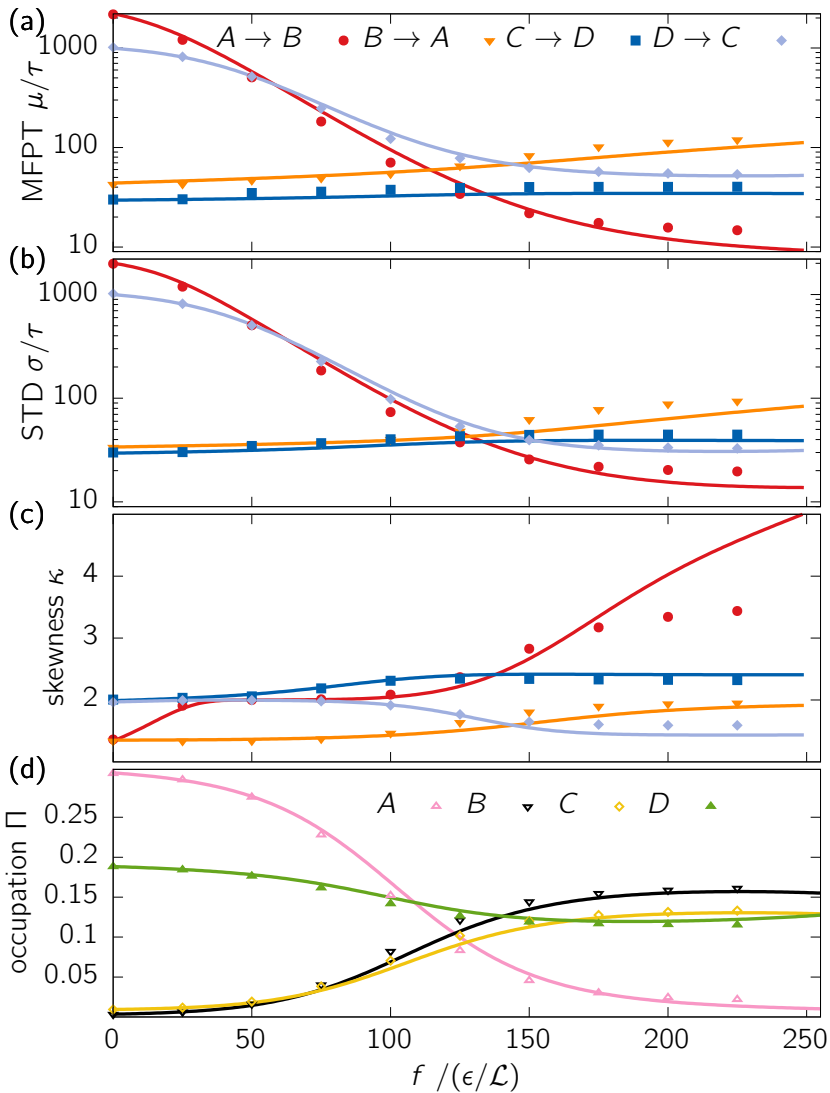 (a)
A → B B → A C → D D → C
1000
100
10
MFPT μ/τ
(b)
1000
100
10
STD σ/τ
(c)
4
3
2
skewness κ
(d)
A B C D
0.25
0.2
0.15
0.1
0.05
occupation Π
0 50 100 150 200 250
f /(ϵ/ℒ)